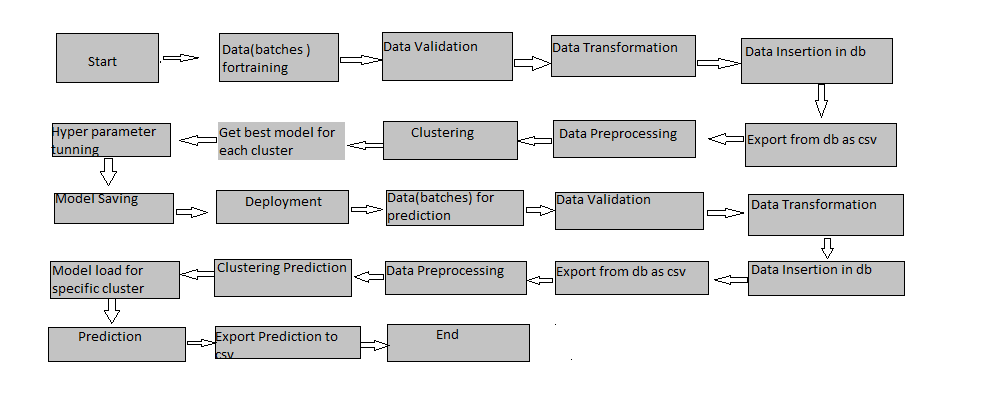 Start
Data(batches )
fortraining
Data Validation
Data Transformation
Data Insertion in db
Hyper parameter
tunning
Get best model for
each cluster
Clustering
Data Preprocessing
Export from db as csv
Model Saving
Deployment
Data(batches) for
prediction
Data Validation
Data Transformation
Model load for
specific cluster
Clustering Prediction
Data Preprocessing
Export from db as csv
Data Insertion in db
Prediction
Export Prediction to
csv
End